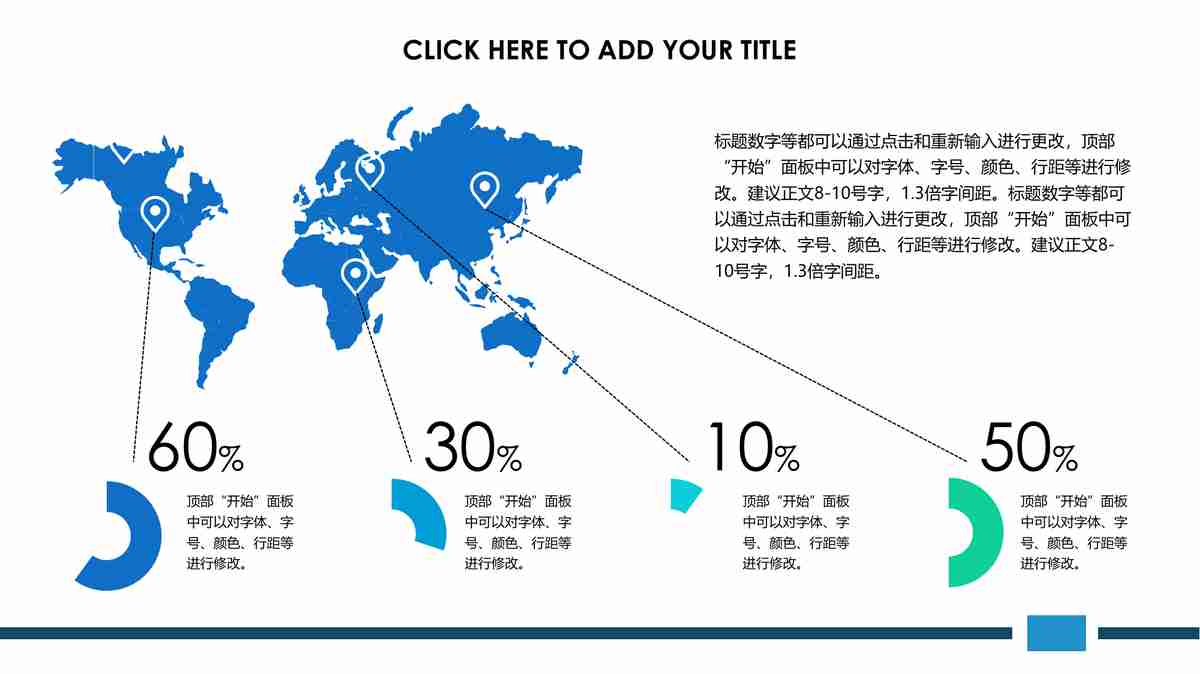 CLICK HERE TO ADD YOUR TITLE
标题数字等都可以通过点击和重新输入进行更改，顶部
“开始”面板中可以对字体、字号、颜色、行距等进行修
改。建议正文8-10号字，1.3倍字间距。标题数字等都可
以通过点击和重新输入进行更改，顶部“开始”面板中可
以对字体、字号、颜色、行距等进行修改。建议正文8-
10号字，1.3倍字间距。
60%
顶部“开始”面板
中可以对字体、字
号、颜色、行距等
进行修改。
30%
顶部“开始”面板
中可以对字体、字
号、颜色、行距等
进行修改。
10%
顶部“开始”面板
中可以对字体、字
号、颜色、行距等
进行修改。
50%
顶部“开始”面板
中可以对字体、字
号、颜色、行距等
进行修改。